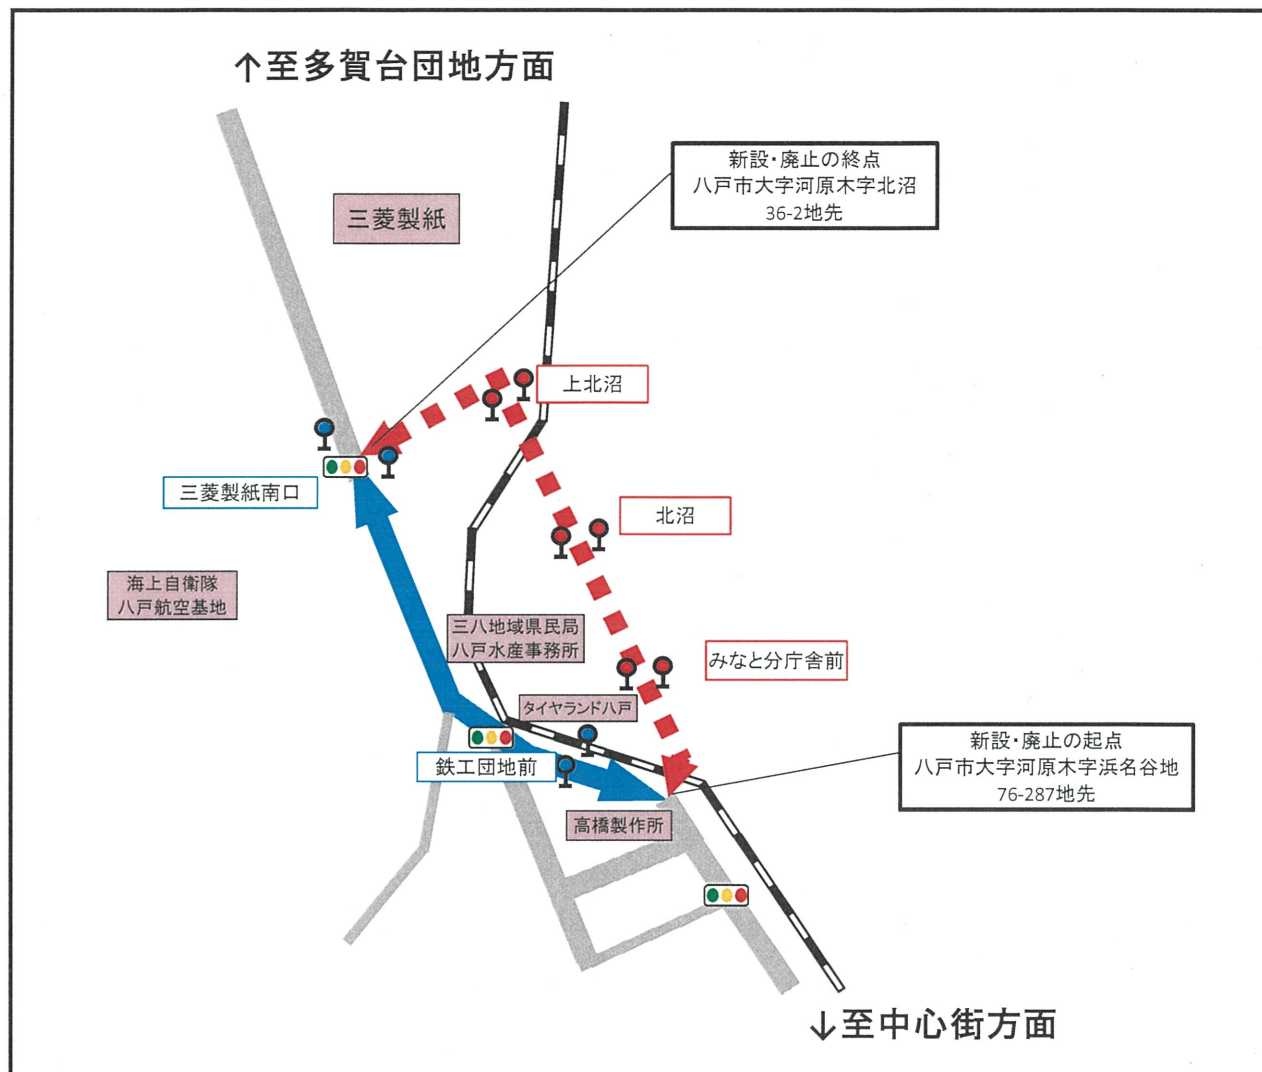 ↑至多賀台団地方面
新設・廃止の終点
八戸市大字河原木字北沼
36-2地先
三菱製紙
上北沼
三菱製紙南口
北沼
海上自衛隊
八戸航空基地
三八地域県民局
八戸水産事務所
みなと分庁舎前
タイヤランド八戸
鉄工団地前
新設・廃止の起点
八戸市大字河原木字浜名谷地
76-287地先
高橋製作所
↓至中心街方面